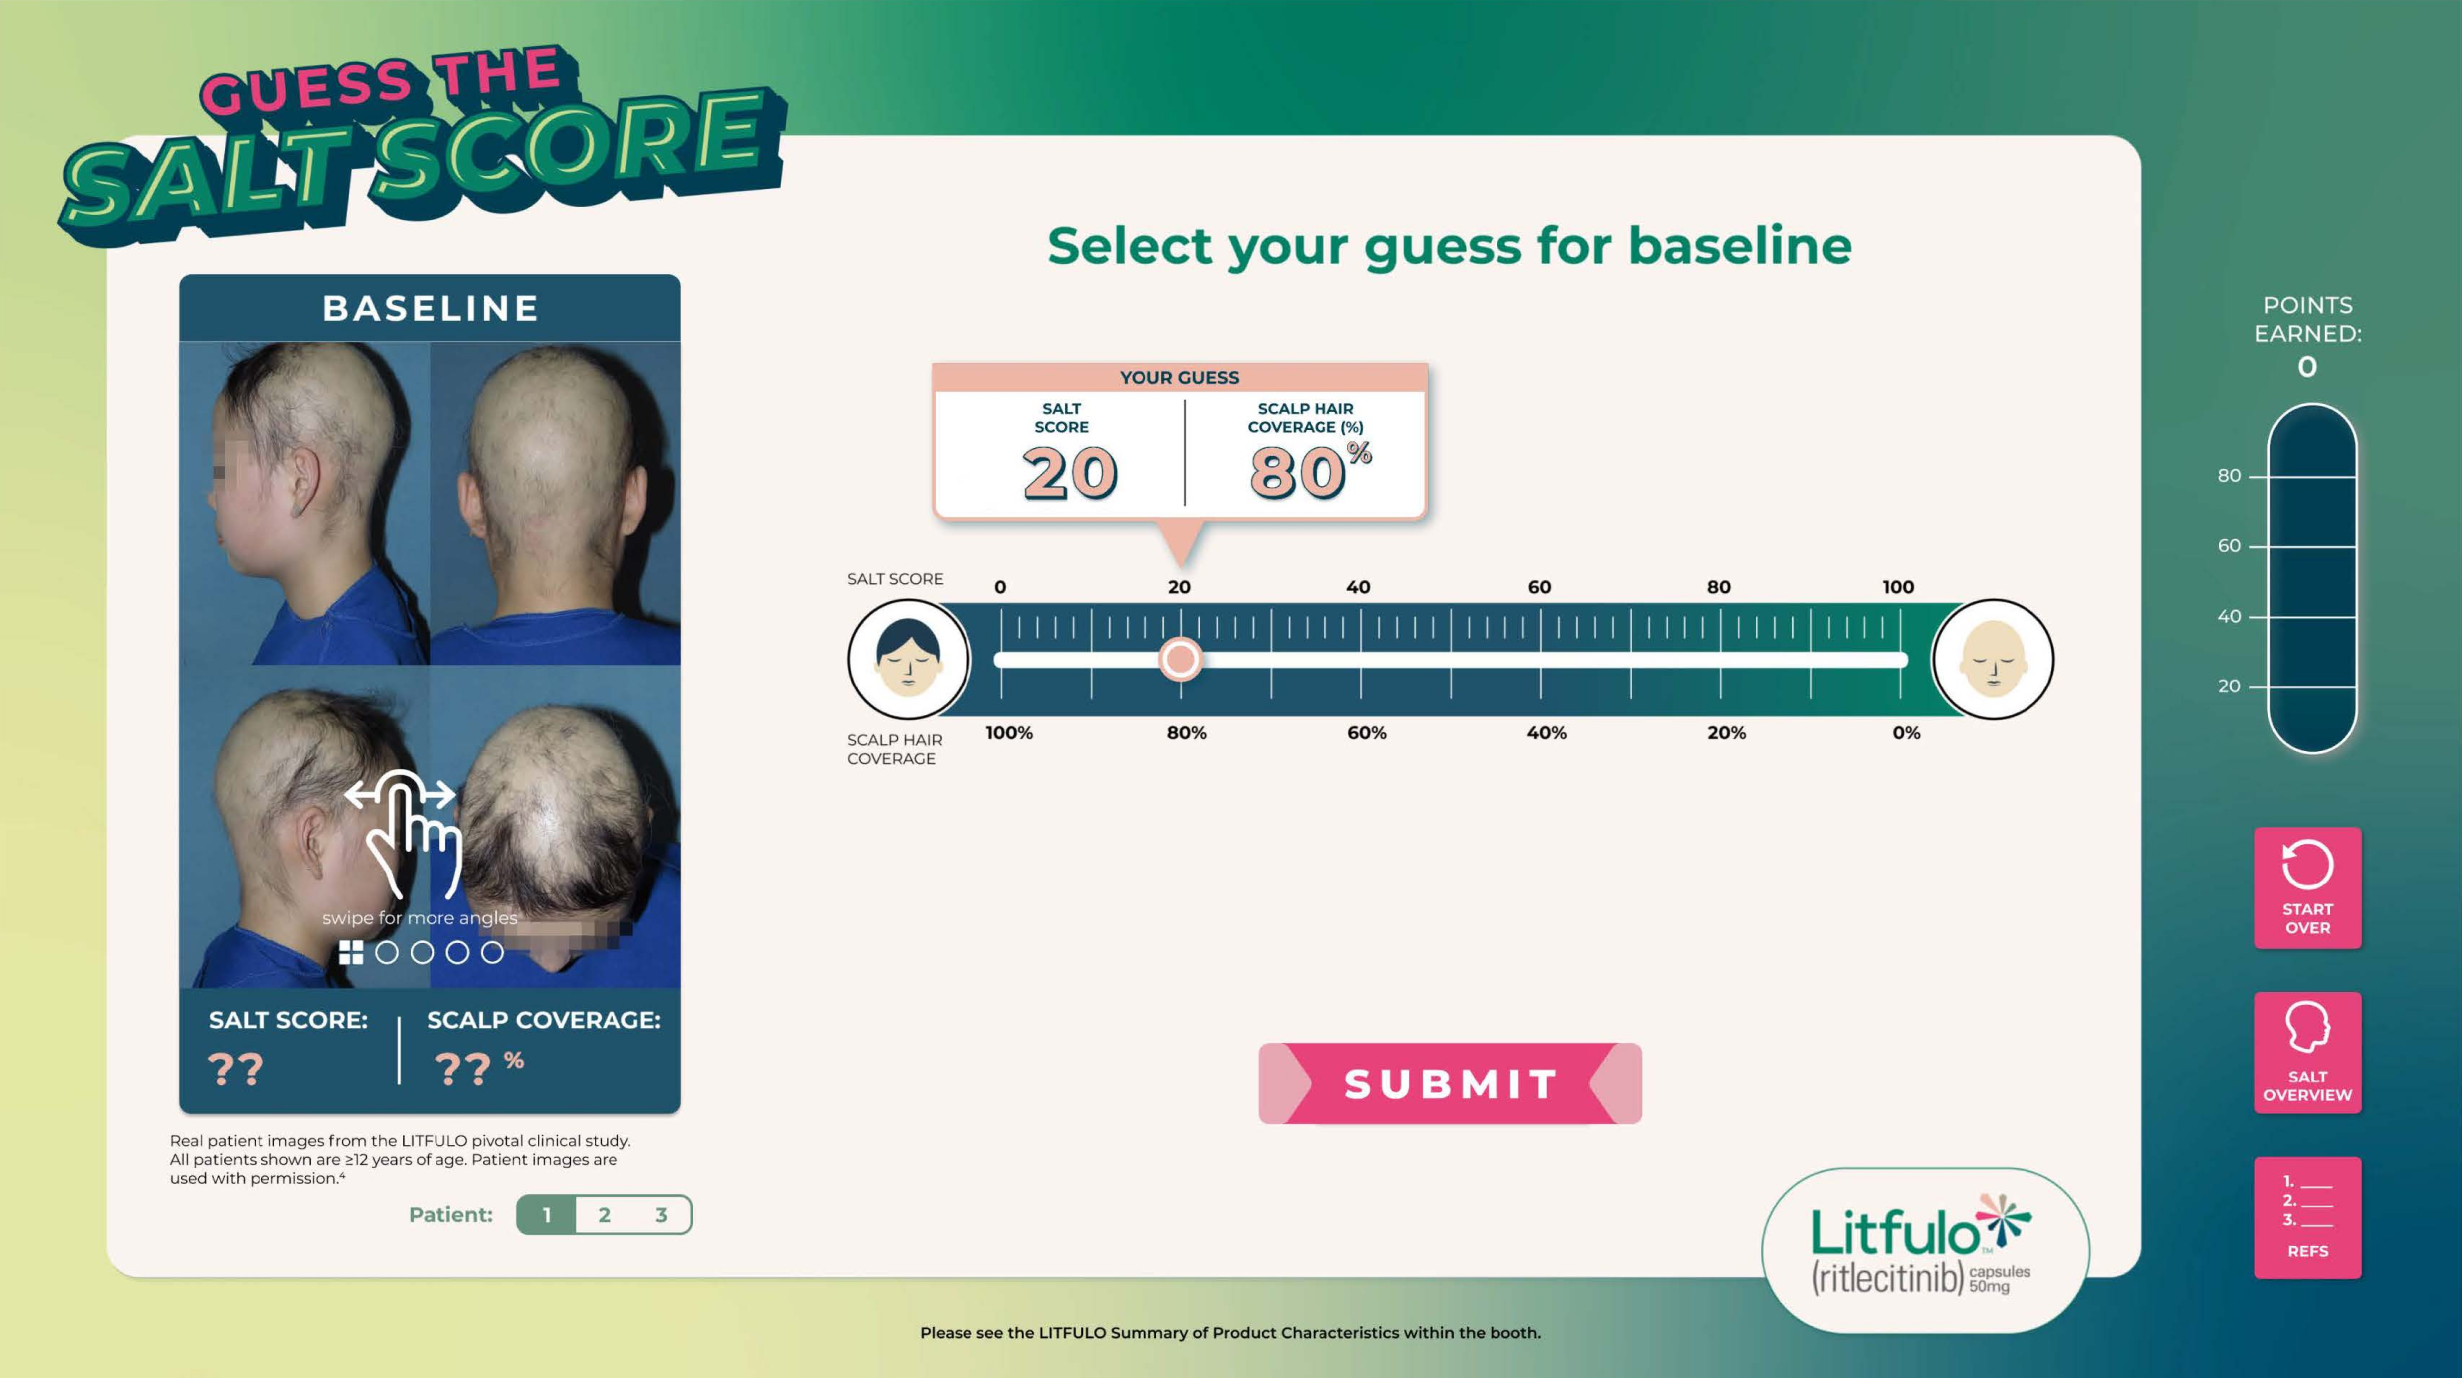 GUESS THE
SALT SCORE
Select your guess for baseline
BASELINE
swipe for more angles
SALT SCORE:
??
SCALP COVERAGE:
?? %
Real patient images from the LITFULO pivotal clinical study.
All patients shown are ≥12 years of age. Patient images are
used with permission.⁴
Patient:
1 2 3
YOUR GUESS
SALT
SCORE
20
SCALP HAIR
COVERAGE (%)
80%
SALT SCORE
0 20 40 60 80 100
SCALP HAIR
COVERAGE
100% 80% 60% 40% 20% 0%
SUBMIT
POINTS
EARNED:
0
80
60
40
20
START
OVER
SALT
OVERVIEW
1.
2.
3.
REFS
Litfulo™
(ritlecitinib) capsules
50mg
Please see the LITFULO Summary of Product Characteristics within the booth.